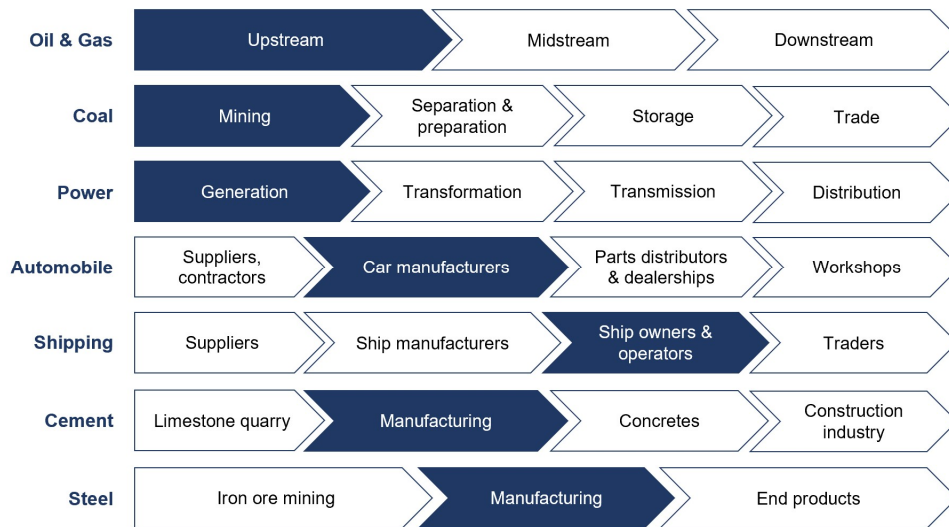 Oil & Gas
Upstream
Midstream
Downstream
Coal
Mining
Separation &
preparation
Storage
Trade
Power
Generation
Transformation
Transmission
Distribution
Automobile
Suppliers,
contractors
Car manufacturers
Parts distributors
& dealerships
Workshops
Shipping
Suppliers
Ship manufacturers
Ship owners &
operators
Traders
Cement
Limestone quarry
Manufacturing
Concretes
Construction
industry
Steel
Iron ore mining
Manufacturing
End products